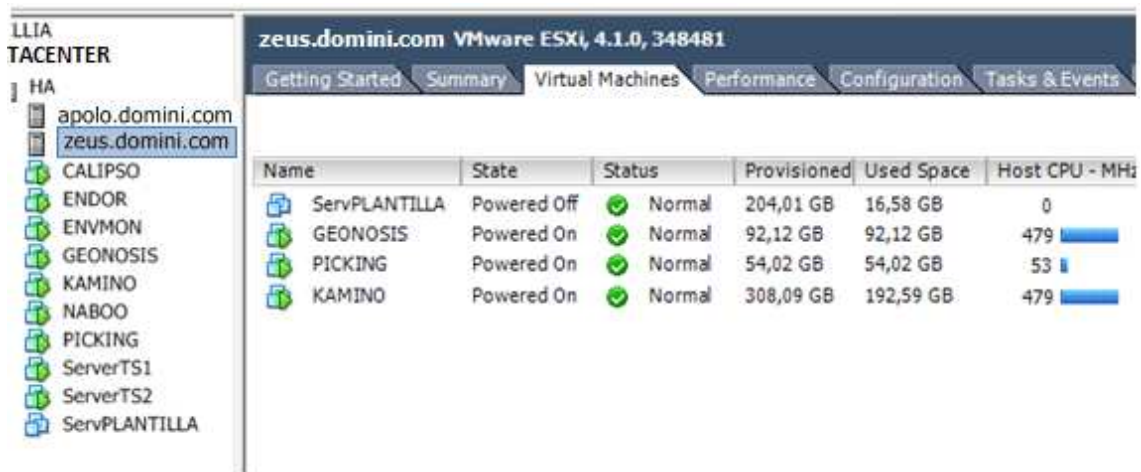 LLIA
TACENTER
HA
apolo.domini.com
zeus.domini.com
CALIPSO
ENDOR
ENVMON
GEONOSIS
KAMINO
NABOO
PICKING
ServerTS1
ServerTS2
ServPLANTILLA
zeus.domini.com VMware ESXi, 4.1.0, 348481
Getting Started Summary Virtual Machines Performance Configuration Tasks & Events
Name State Status Provisioned Used Space Host CPU - MHz
ServPLANTILLA Powered Off Normal 204,01 GB 16,58 GB 0
GEONOSIS Powered On Normal 92,12 GB 92,12 GB 479
PICKING Powered On Normal 54,02 GB 54,02 GB 53
KAMINO Powered On Normal 308,09 GB 192,59 GB 479